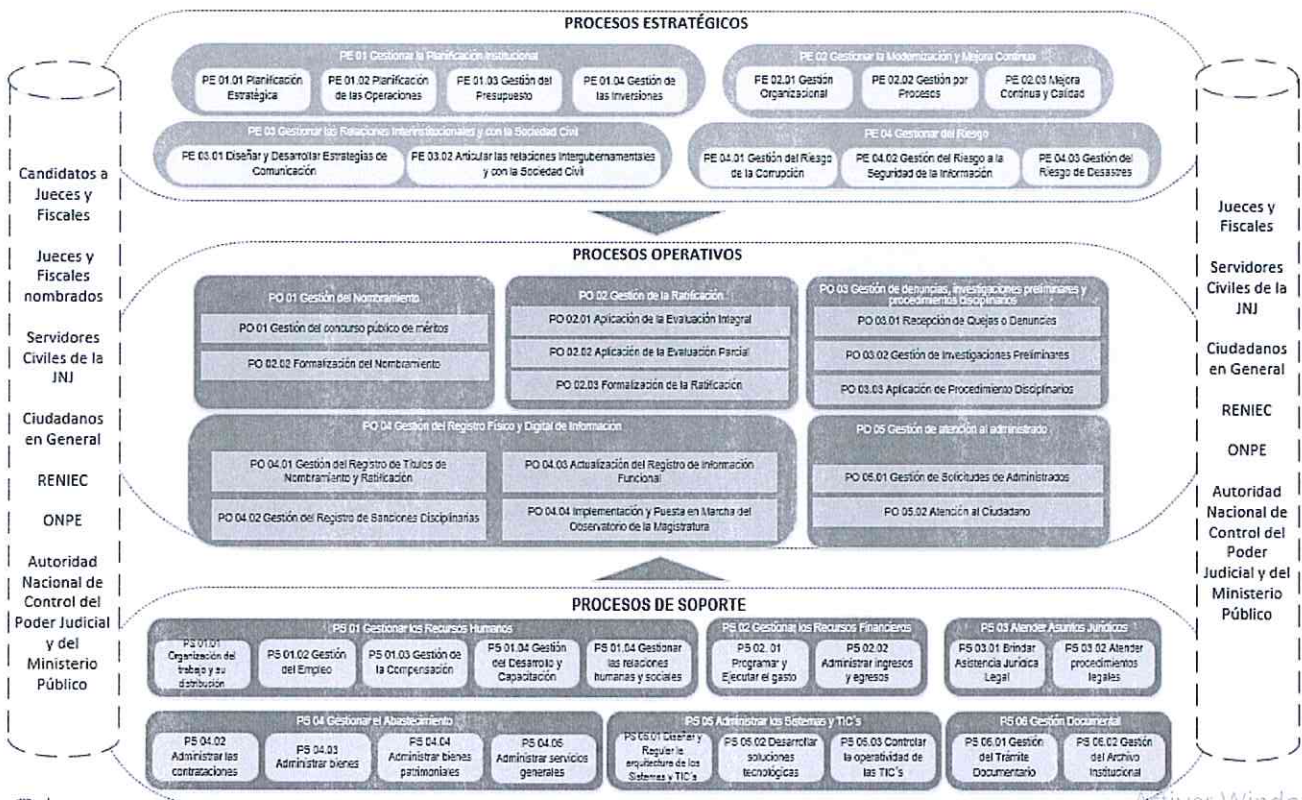 PROCESOS ESTRATÉGICOS
PE 01 Gestionar la Planificación Institucional
PE 01.01 Planificación
Estratégica
PE 01.02 Planificación
de las Operaciones
PE 01.03 Gestión del
Presupuesto
PE 01.04 Gestión de
las Inversiones
PE 02 Gestionar la Modernización y Mejora Continua
PE 02.01 Gestión
Organizacional
PE 02.02 Gestión por
Procesos
PE 02.03 Mejora
Continua y Calidad
PE 03 Gestionar las Relaciones Interinstitucionales y con la Sociedad Civil
PE 03.01 Diseñar y Desarrollar Estrategias de
Comunicación
PE 03.02 Articular las relaciones Intergubernamentales
y con la Sociedad Civil
PE 04 Gestionar del Riesgo
PE 04.01 Gestión del Riesgo
de la Corrupción
PE 04.02 Gestión del Riesgo a la
Seguridad de la Información
PE 04.03 Gestión del
Riesgo de Desastres
Candidatos a
Jueces y
Fiscales
Jueces y
Fiscales
nombrados
Servidores
Civiles de la
JNJ
Ciudadanos
en General
RENIEC
ONPE
Autoridad
Nacional de
Control del
Poder Judicial
y del
Ministerio
Público
PROCESOS OPERATIVOS
PO 01 Gestión del Nombramiento
PO 01 Gestión del concurso público de méritos
PO 02.02 Formalización del Nombramiento
PO 02 Gestión de la Ratificación
PO 02.01 Aplicación de la Evaluación Integral
PO 02.02 Aplicación de la Evaluación Parcial
PO 02.03 Formalización de la Ratificación
PO 03 Gestión de denuncias, investigaciones preliminares y
procedimientos disciplinarios
PO 03.01 Recepción de Quejas o Denuncias
PO 03.02 Gestión de Investigaciones Preliminares
PO 03.03 Aplicación de Procedimiento Disciplinarios
PO 04 Gestión del Registro Físico y Digital de Información
PO 04.01 Gestión del Registro de Títulos de
Nombramiento y Ratificación
PO 04.03 Actualización del Registro de Información
Funcional
PO 04.02 Gestión del Registro de Sanciones Disciplinarias
PO 04.04 Implementación y Puesta en Marcha del
Observatorio de la Magistratura
PO 05 Gestión de atención al administrado
PO 05.01 Gestión de Solicitudes de Administrados
PO 05.02 Atención al Ciudadano
PROCESOS DE SOPORTE
PS 01 Gestionar los Recursos Humanos
PS 01.01
Organización del
trabajo y su
distribución
PS 01.02 Gestión
del Empleo
PS 01.03 Gestión de
la Compensación
PS 01.04 Gestión
del Desarrollo y
Capacitación
PS 01.04 Gestionar
las relaciones
humanas y sociales
PS 02 Gestionar los Recursos Financieros
PS 02. 01
Programar y
Ejecutar el gasto
PS 02.02
Administrar ingresos
y egresos
PS 03 Atender Asuntos Jurídicos
PS 03.01 Brindar
Asistencia Jurídica
Legal
PS 03.02 Atender
procedimientos
legales
PS 04 Gestionar el Abastecimiento
PS 04.02
Administrar las
contrataciones
PS 04.03
Administrar bienes
PS 04.04
Administrar bienes
patrimoniales
PS 04.05
Administrar servicios
generales
PS 05 Administrar los Sistemas y TIC´s
PS 05.01 Diseñar y
Regular la
arquitectura de los
Sistemas y TIC´s
PS 05.02 Desarrollar
soluciones
tecnológicas
PS 05.03 Controlar
la operatividad de
las TIC´s
PS 06 Gestión Documental
PS 06.01 Gestión
del Trámite
Documentario
PS 06.02 Gestión
del Archivo
Institucional
Jueces y
Fiscales
Servidores
Civiles de la
JNJ
Ciudadanos
en General
RENIEC
ONPE
Autoridad
Nacional de
Control del
Poder
Judicial y del
Ministerio
Público